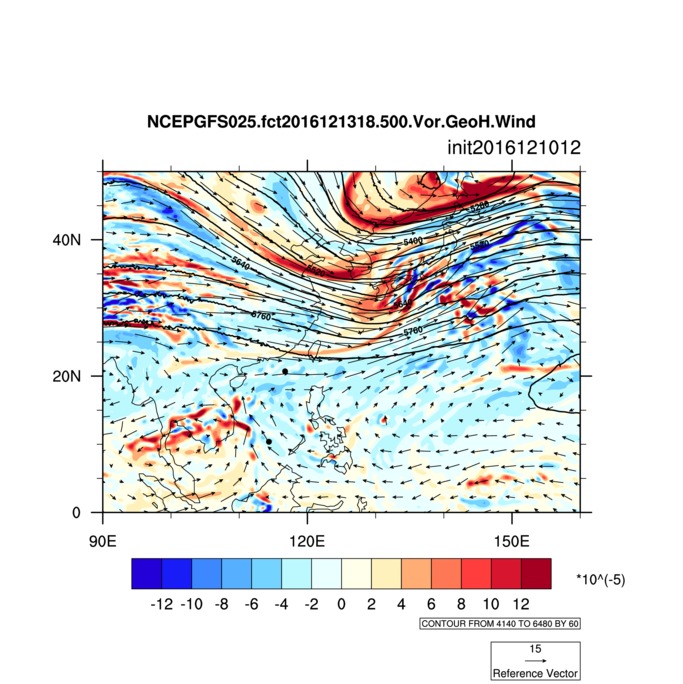 NCEPGFS025.fct2016121318.500.Vor.GeoH.Wind
init2016121012
5280
5400
40N
5640
5520
5760
5760
20N
0
90E 120E 150E
-12 -10 -8 -6 -4 -2 0 2 4 6 8 10 12
*10^(-5)
CONTOUR FROM 4140 TO 6480 BY 60
15
Reference Vector